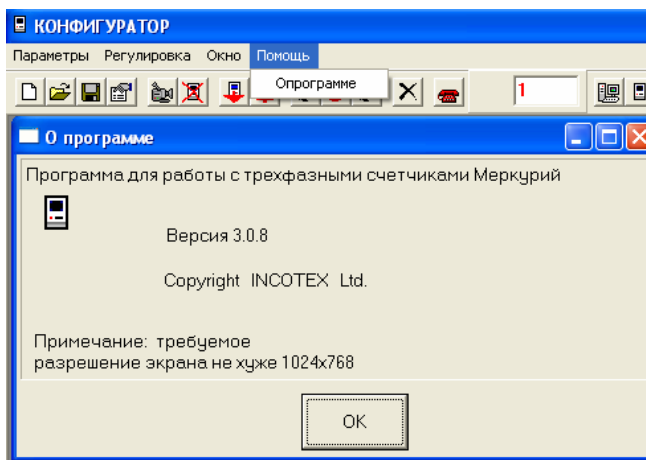 КОНФИГУРАТОР
Параметры Регулировка Окно Помощь
Опрограмме
1
О программе
Программа для работы с трехфазными счетчиками Меркурий
Версия 3.0.8
Copyright INCOTEX Ltd.
Примечание: требуемое
разрешение экрана не хуже 1024x768
OK